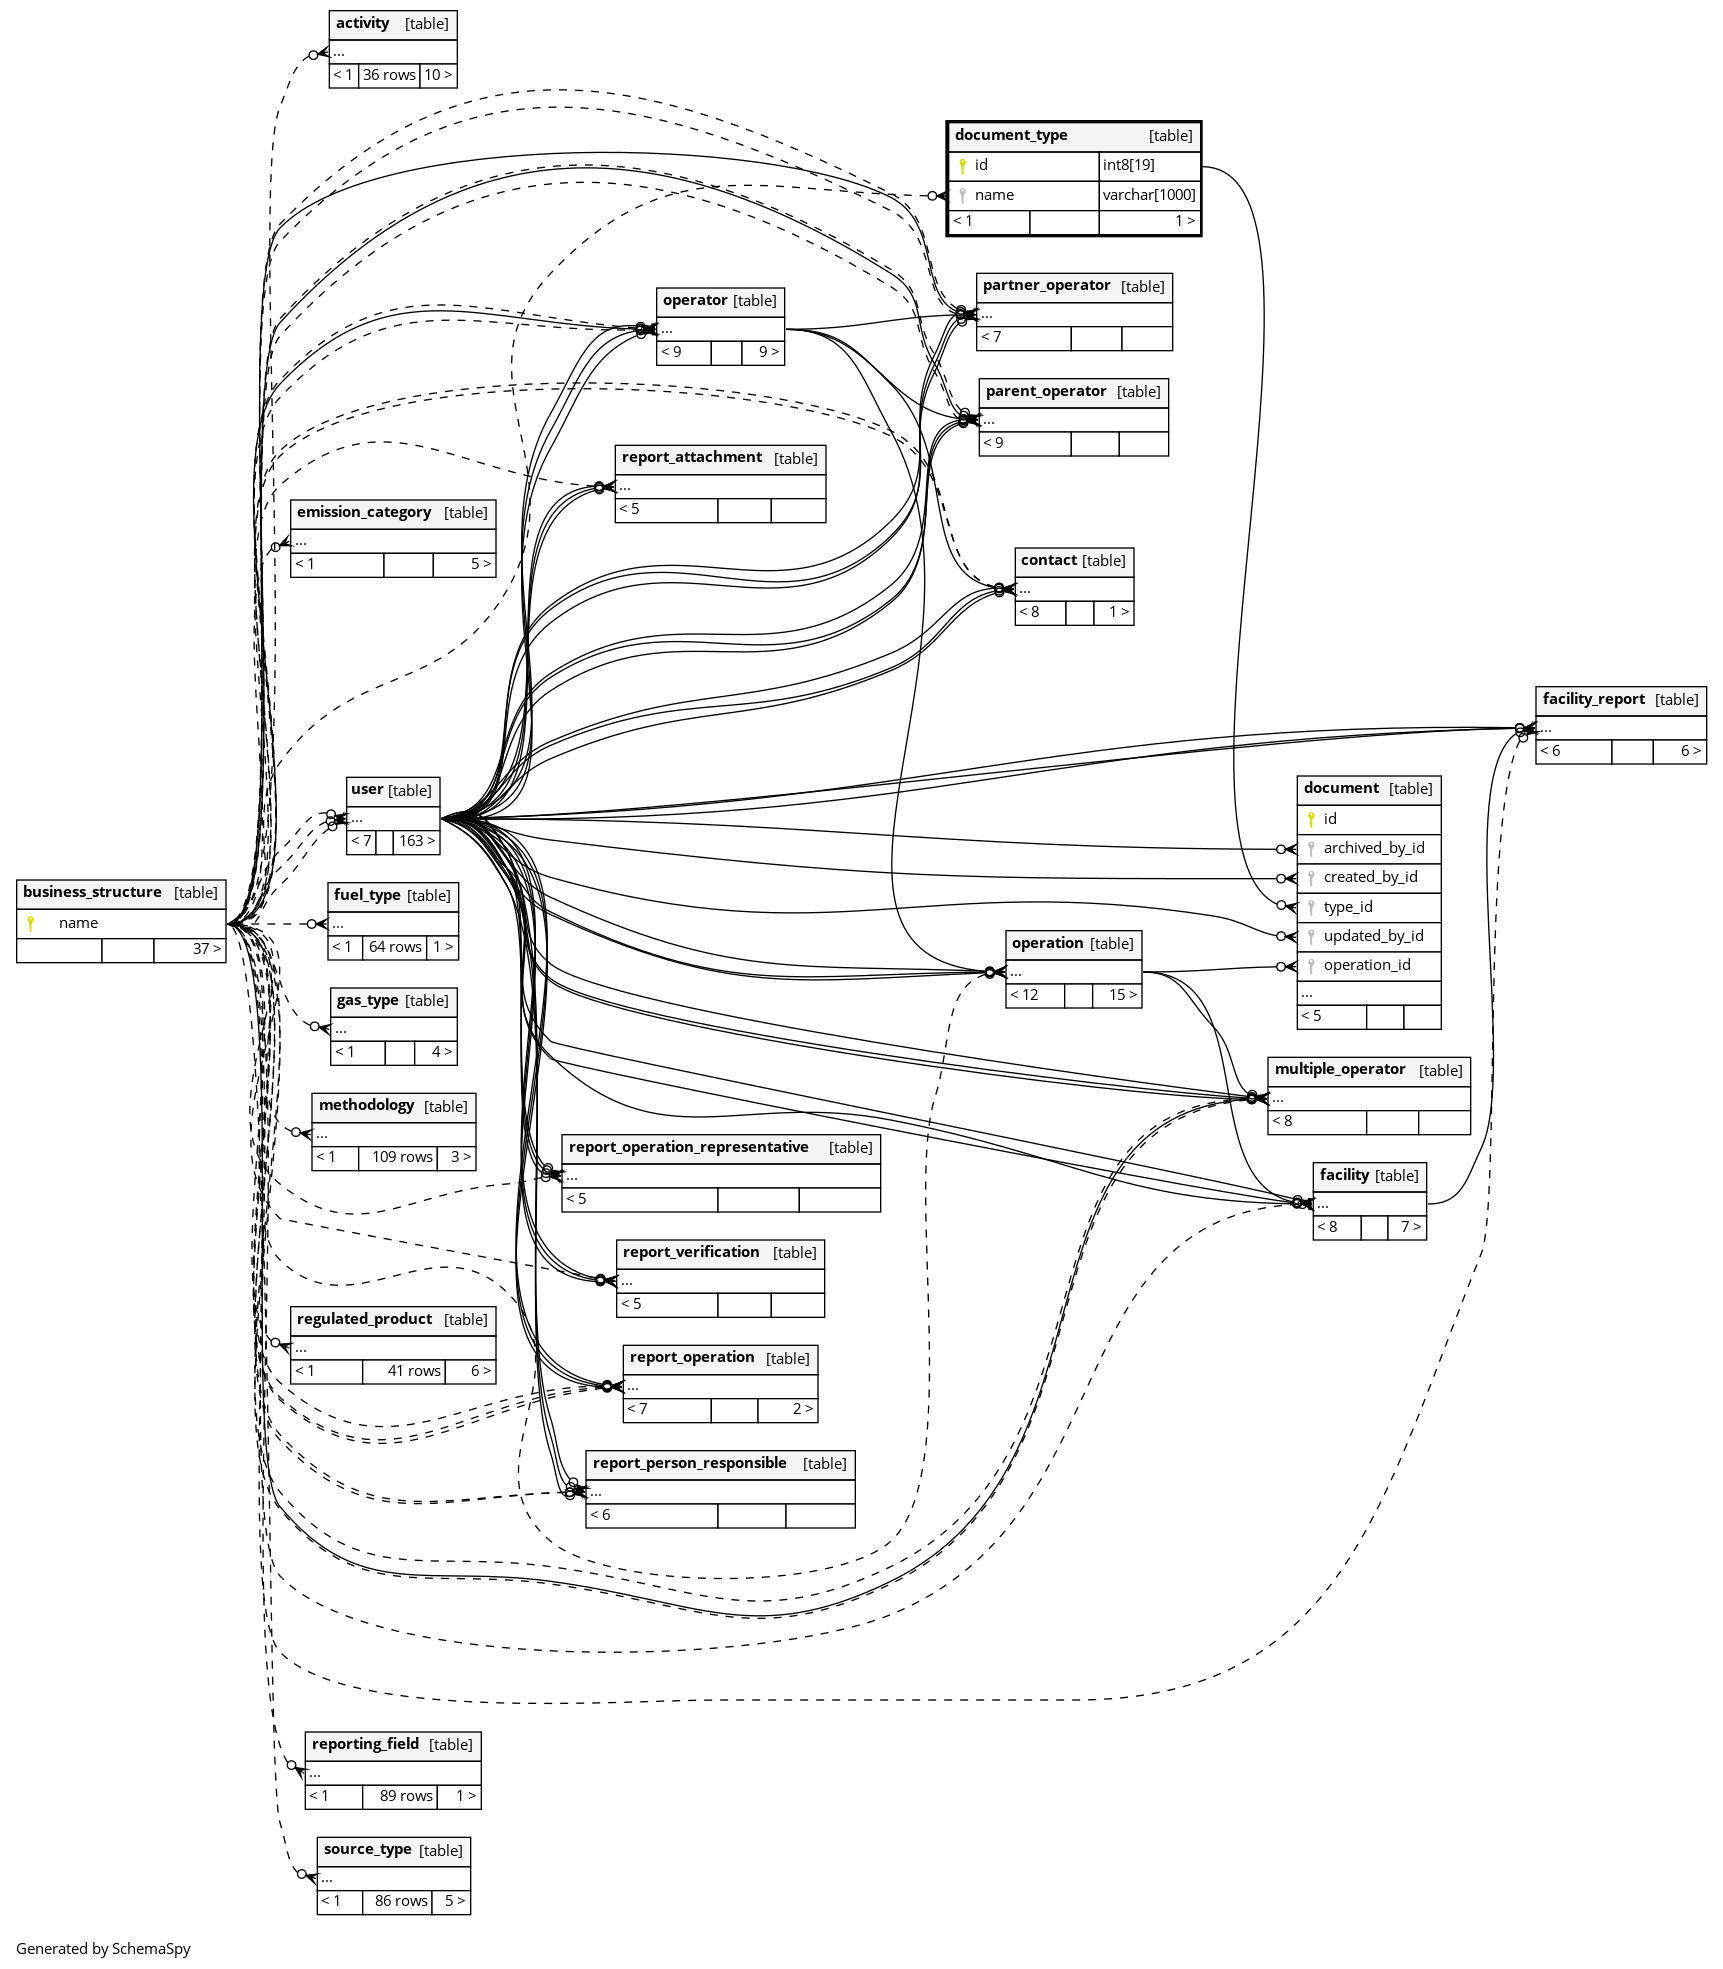 activity [table]
...
< 1 36 rows 10 >
document_type [table]
id int8[19]
name varchar[1000]
< 1 1 >
partner_operator [table]
...
< 7
operator [table]
...
< 9 9 >
parent_operator [table]
...
< 9
report_attachment [table]
...
< 5
emission_category [table]
...
< 1 5 >
contact [table]
...
< 8 1 >
facility_report [table]
...
< 6 6 >
user [table]
...
< 7 163 >
document [table]
id
archived_by_id
created_by_id
type_id
updated_by_id
operation_id
...
< 5
business_structure [table]
name
37 >
fuel_type [table]
...
< 1 64 rows 1 >
operation [table]
...
< 12 15 >
gas_type [table]
...
< 1 4 >
multiple_operator [table]
...
< 8
methodology [table]
...
< 1 109 rows 3 >
report_operation_representative [table]
...
< 5
facility [table]
...
< 8 7 >
report_verification [table]
...
< 5
regulated_product [table]
...
< 1 41 rows 6 >
report_operation [table]
...
< 7 2 >
report_person_responsible [table]
...
< 6
reporting_field [table]
...
< 1 89 rows 1 >
source_type [table]
...
< 1 86 rows 5 >
Generated by SchemaSpy